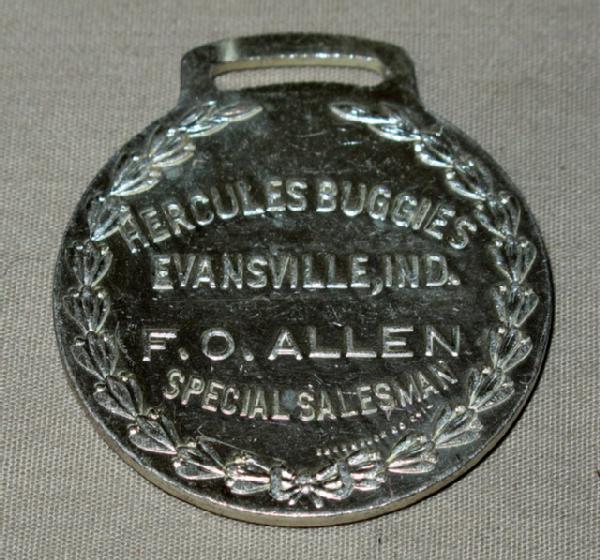 HERCULES BUGGIES
EVANSVILLE, IND.
F. O. ALLEN
SPECIAL SALESMAN